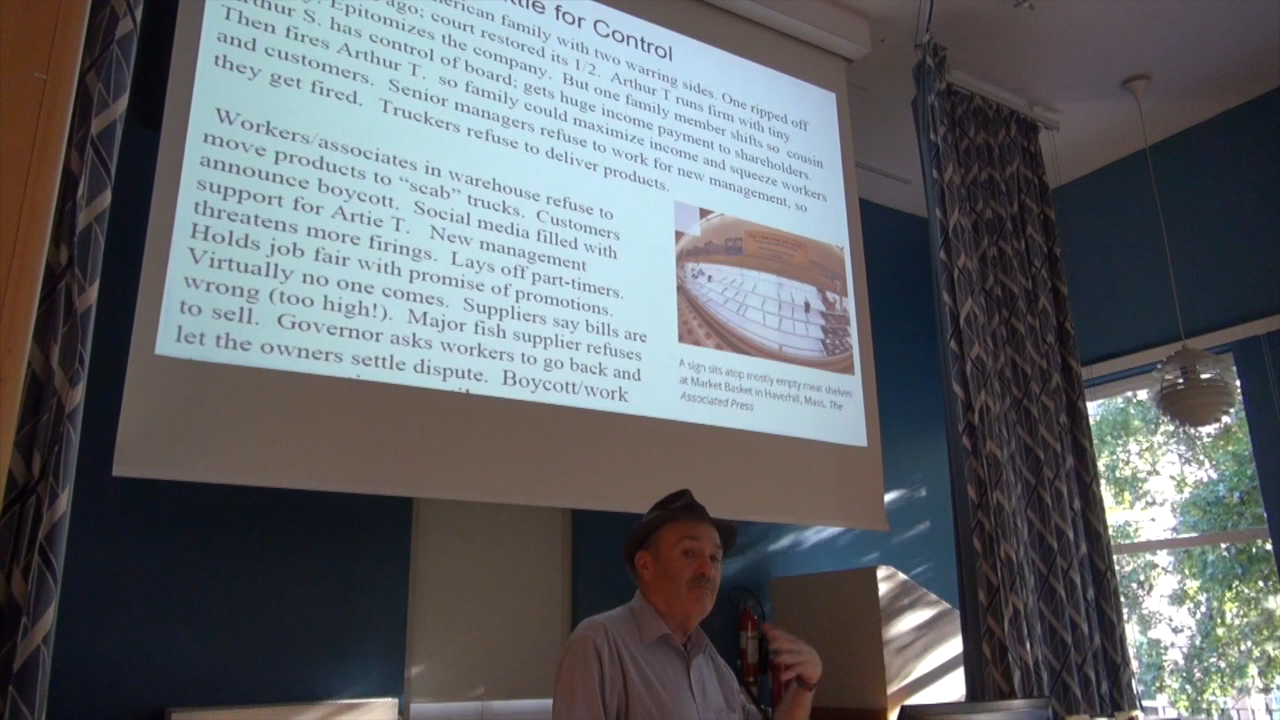 ttle for Control
erican family with two warring sides. One ripped off
ago; court restored its 1/2. Arthur T runs firm with tiny
Epitomizes the company. But one family member shifts so cousin
rthur S. has control of board; gets huge income payment to shareholders.
Then fires Arthur T. so family could maximize income and squeeze workers
and customers. Senior managers refuse to work for new management, so
they get fired. Truckers refuse to deliver products.
Workers/associates in warehouse refuse to
move products to “scab” trucks. Customers
announce boycott. Social media filled with
support for Artie T. New management
threatens more firings. Lays off part-timers.
Holds job fair with promise of promotions.
Virtually no one comes. Suppliers say bills are
wrong (too high!). Major fish supplier refuses
to sell. Governor asks workers to go back and
let the owners settle dispute. Boycott/work
A sign sits atop mostly empty meat shelves
at Market Basket in Haverhill, Mass. The
Associated Press